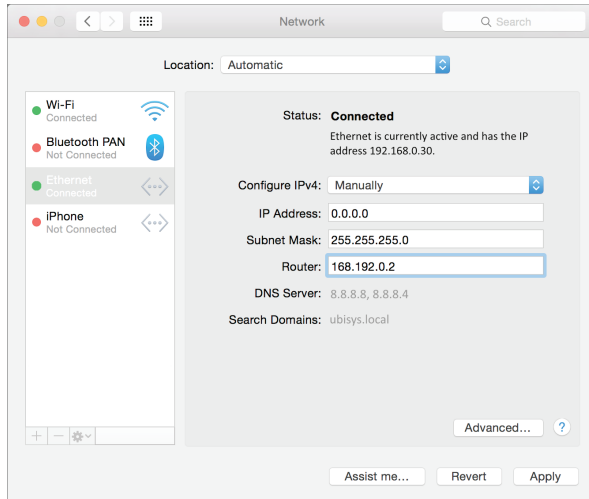 Network
Search
Location: Automatic
Wi-Fi
Connected
Bluetooth PAN
Not Connected
Ethernet
Connected
iPhone
Not Connected
Status: Connected
Ethernet is currently active and has the IP
address 192.168.0.30.
Configure IPv4: Manually
IP Address: 0.0.0.0
Subnet Mask: 255.255.255.0
Router: 168.192.0.2
DNS Server: 8.8.8.8, 8.8.8.4
Search Domains: ubisys.local
Advanced... ?
Assist me... Revert Apply